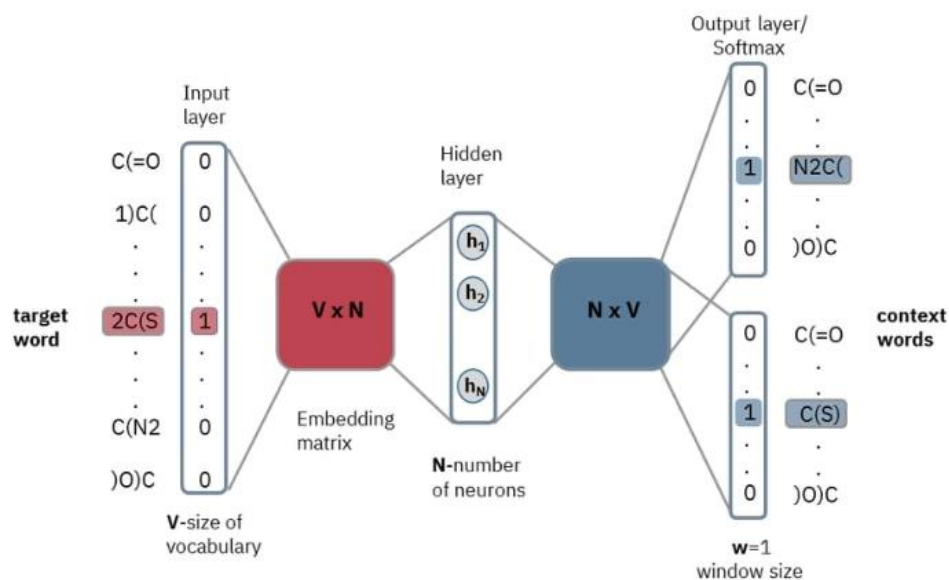 Input
layer
C(=O
0
1)C(
0
target
word
2C(S
1
C(N2
0
)O)C
0
V-size of
vocabulary
V x N
Embedding
matrix
Hidden
layer
h1
h2
hN
N-number
of neurons
N x V
Output layer/
Softmax
0
C(=O
1
N2C(
0
)O)C
0
C(=O
1
C(S)
0
)O)C
context
words
w=1
window size